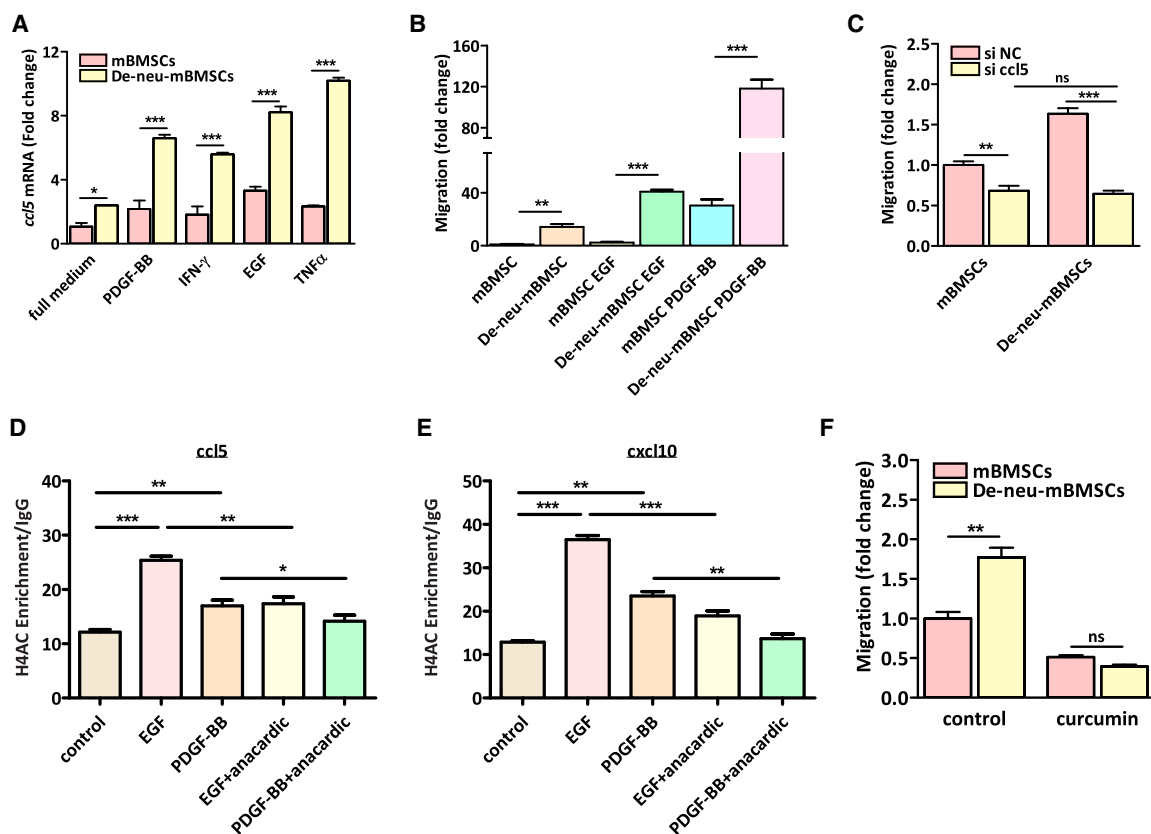 A
ccl5 mRNA (Fold change)
12
8
4
0
mBMSCs
De-neu-mBMSCs
*
***
***
***
***
full medium
PDGF-BB
IFN-γ
EGF
TNFα
B
Migration (fold change)
160
120
80
40
0
**
***
***
mBMSC
De-neu-mBMSC
mBMSC EGF
De-neu-mBMSC EGF
mBMSC PDGF-BB
De-neu-mBMSC PDGF-BB
C
Migration (fold change)
2.5
2.0
1.5
1.0
0.5
0.0
si NC
si ccl5
ns
***
**
mBMSCs
De-neu-mBMSCs
D
ccl5
H4AC Enrichment/IgG
40
30
20
10
0
**
***
**
*
control
EGF
PDGF-BB
EGF+anacardic
PDGF-BB+anacardic
E
cxcl10
H4AC Enrichment/IgG
50
40
30
20
10
0
**
***
***
**
control
EGF
PDGF-BB
EGF+anacardic
PDGF-BB+anacardic
F
Migration (fold change)
3.0
2.5
2.0
1.5
1.0
0.5
0.0
mBMSCs
De-neu-mBMSCs
**
ns
control
curcumin